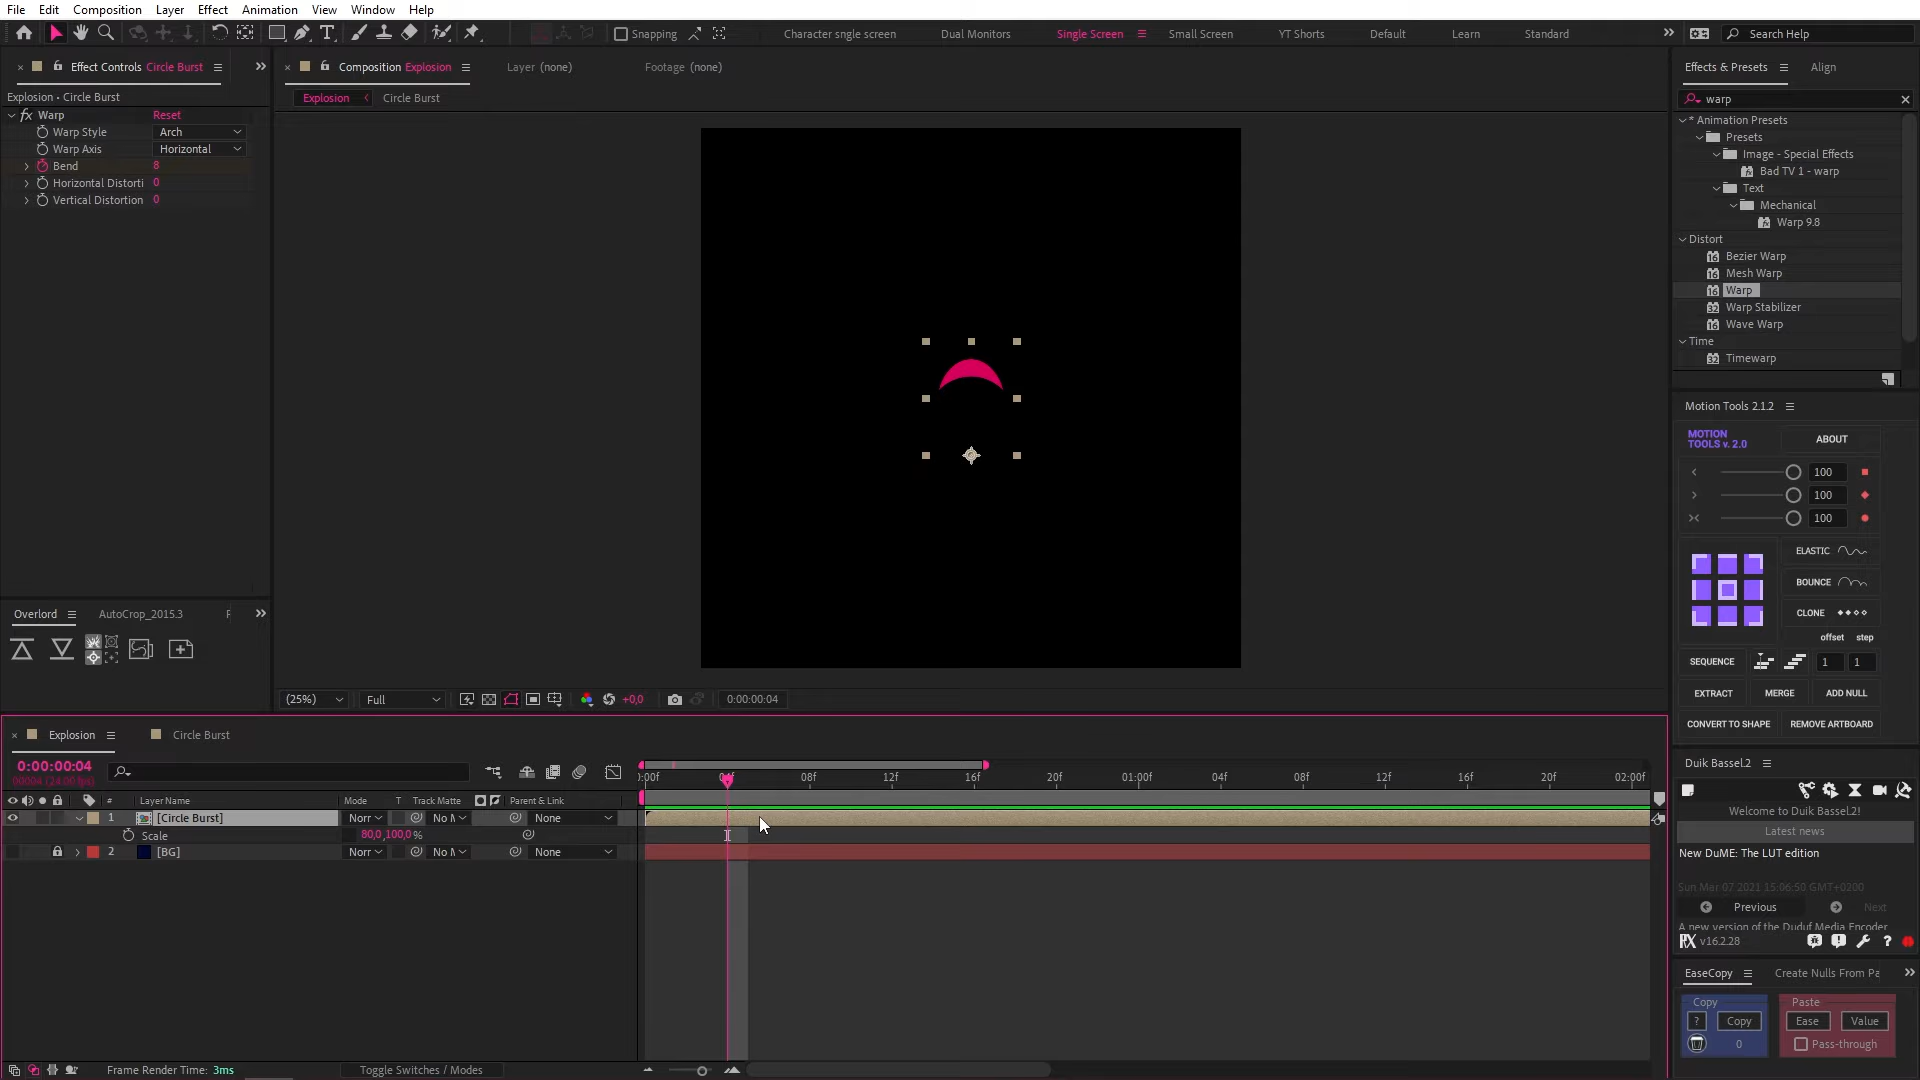 File Edit Composition Layer Effect Animation View Window Help
Snapping
Character sngle screen Dual Monitors Single Screen Small Screen YT Shorts Default Learn Standard
Search Help
Effect Controls Circle Burst
Composition Explosion
Layer (none)
Footage (none)
Effects & Presets
Align
Explosion • Circle Burst
Explosion
Circle Burst
warp
fx Warp Reset
Warp Style Arch
Warp Axis Horizontal
Bend 8
Horizontal Distorti 0
Vertical Distortion 0
* Animation Presets
Presets
Image - Special Effects
Bad TV 1 - warp
Text
Mechanical
Warp 9.8
Distort
Bezier Warp
Mesh Warp
Warp
Warp Stabilizer
Wave Warp
Time
Timewarp
Motion Tools 2.1.2
MOTION
TOOLS v. 2.0
ABOUT
100
100
100
ELASTIC
BOUNCE
CLONE
offset step
SEQUENCE 1 1
EXTRACT MERGE ADD NULL
CONVERT TO SHAPE REMOVE ARTBOARD
Overlord AutoCrop_2015.3
(25%) Full +0,0 0:00:00:04
Explosion
Circle Burst
0:00:00:04
00004 (24.00 fps)
:00f 04f 08f 12f 16f 20f 01:00f 04f 08f 12f 16f 20f 02:00f
# Layer Name Mode T Track Matte Parent & Link
1 [Circle Burst] Norr No M None
Scale 80,0,100,0 %
2 [BG] Norr No M None
Duik Bassel.2
Welcome to Duik Bassel2!
Latest news
New DuME: The LUT edition
Sun Mar 07 2021 15:06:50 GMT+0200
Previous Next
A new version of the Duduf Media Encoder
v16.2.28
EaseCopy Create Nulls From Pa
Copy Paste
? Copy Ease Value
0 Pass-through
Frame Render Time: 3ms
Toggle Switches / Modes